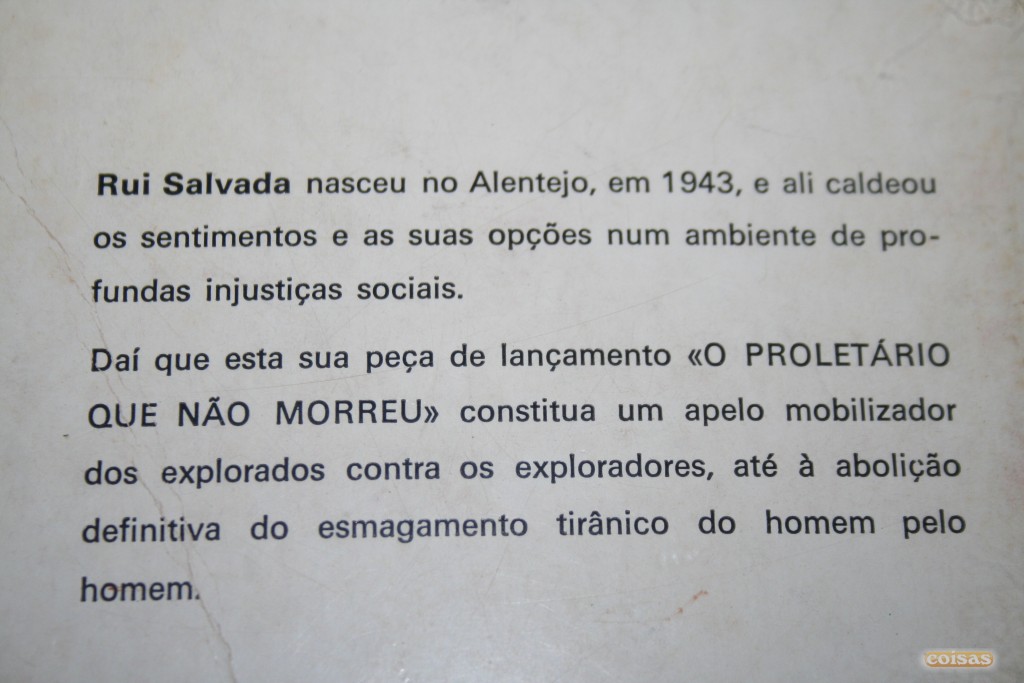 Rui Salvada nasceu no Alentejo, em 1943, e ali caldeou
os sentimentos e as suas opções num ambiente de pro-
fundas injustiças sociais.
Daí que esta sua peça de lançamento «O PROLETÁRIO
QUE NÃO MORREU» constitua um apelo mobilizador
dos explorados contra os exploradores, até à abolição
definitiva do esmagamento tirânico do homem pelo
homem.
coisas